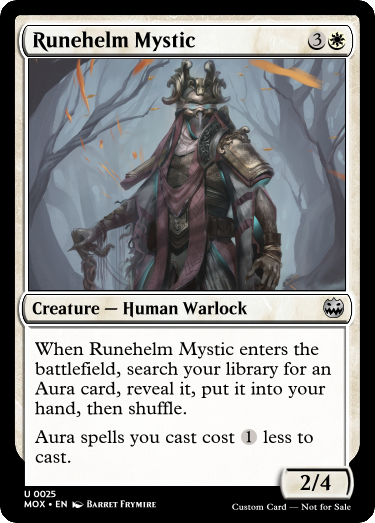 Runehelm Mystic 3
Creature — Human Warlock
When Runehelm Mystic enters the
battlefield, search your library for an
Aura card, reveal it, put it into your
hand, then shuffle.
Aura spells you cast cost 1 less to
cast.
2/4
U 0025
MOX • EN Barret Frymire
Custom Card — Not for Sale